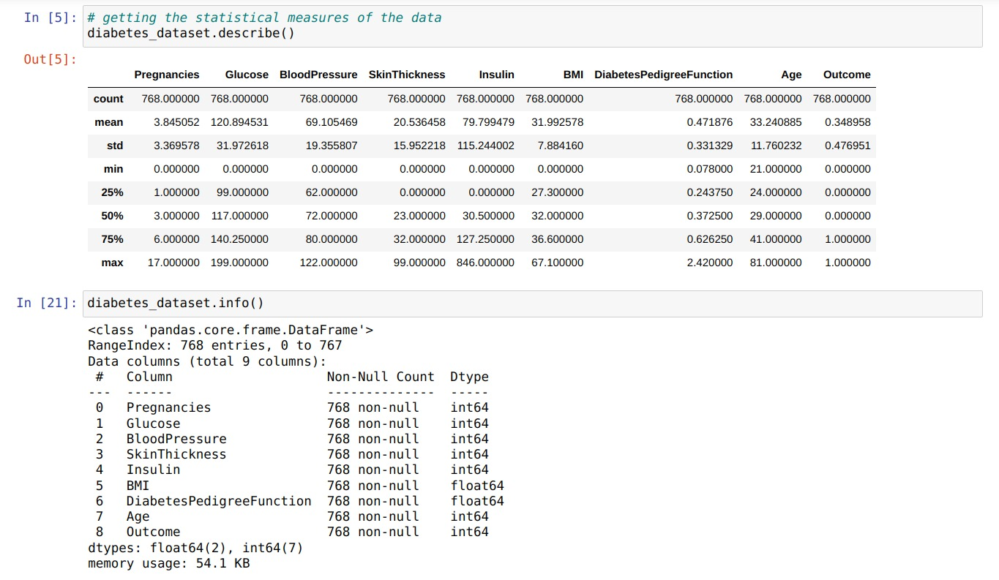 In [5]: # getting the statistical measures of the data
diabetes_dataset.describe()
Out[5]:
Pregnancies Glucose BloodPressure SkinThickness Insulin BMI DiabetesPedigreeFunction Age Outcome
count 768.000000 768.000000 768.000000 768.000000 768.000000 768.000000 768.000000 768.000000 768.000000
mean 3.845052 120.894531 69.105469 20.536458 79.799479 31.992578 0.471876 33.240885 0.348958
std 3.369578 31.972618 19.355807 15.952218 115.244002 7.884160 0.331329 11.760232 0.476951
min 0.000000 0.000000 0.000000 0.000000 0.000000 0.000000 0.078000 21.000000 0.000000
25% 1.000000 99.000000 62.000000 0.000000 0.000000 27.300000 0.243750 24.000000 0.000000
50% 3.000000 117.000000 72.000000 23.000000 30.500000 32.000000 0.372500 29.000000 0.000000
75% 6.000000 140.250000 80.000000 32.000000 127.250000 36.600000 0.626250 41.000000 1.000000
max 17.000000 199.000000 122.000000 99.000000 846.000000 67.100000 2.420000 81.000000 1.000000
In [21]: diabetes_dataset.info()
<class 'pandas.core.frame.DataFrame'>
RangeIndex: 768 entries, 0 to 767
Data columns (total 9 columns):
# Column Non-Null Count Dtype
--- ------ -------------- -----
0 Pregnancies 768 non-null int64
1 Glucose 768 non-null int64
2 BloodPressure 768 non-null int64
3 SkinThickness 768 non-null int64
4 Insulin 768 non-null int64
5 BMI 768 non-null float64
6 DiabetesPedigreeFunction 768 non-null float64
7 Age 768 non-null int64
8 Outcome 768 non-null int64
dtypes: float64(2), int64(7)
memory usage: 54.1 KB